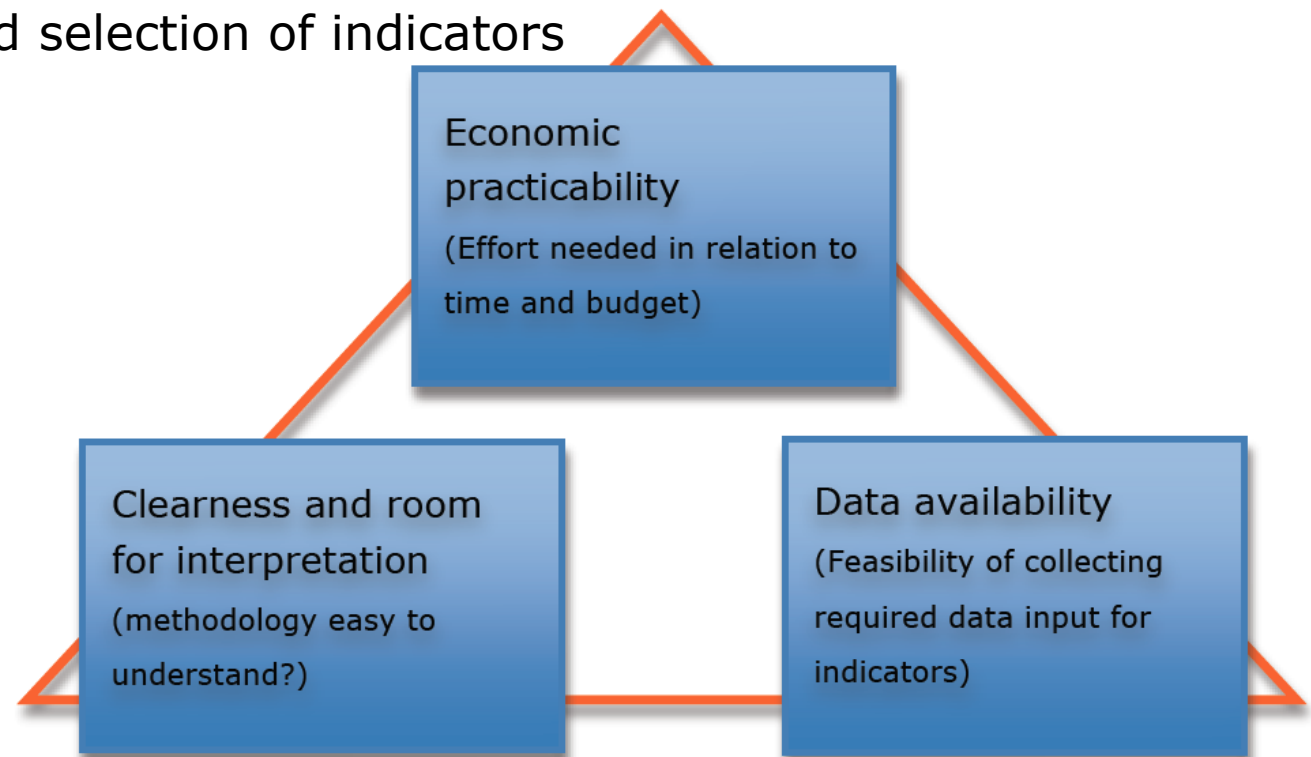 d selection of indicators
Economic
practicability
(Effort needed in relation to
time and budget)
Clearness and room
for interpretation
(methodology easy to
understand?)
Data availability
(Feasibility of collecting
required data input for
indicators)